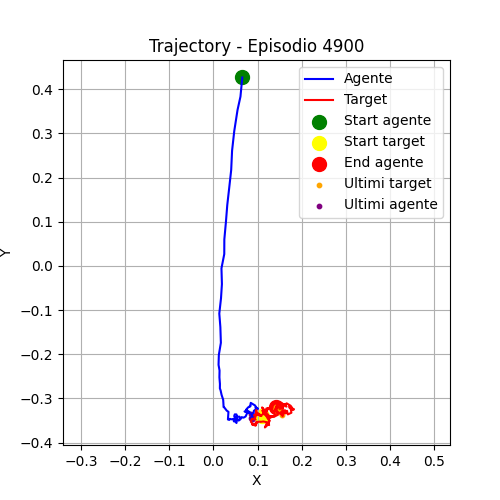 Trajectory - Episodio 4900
Agente
Target
Start agente
Start target
End agente
Ultimi target
Ultimi agente
Y
0.4
0.3
0.2
0.1
0.0
−0.1
−0.2
−0.3
−0.4
−0.3
−0.2
−0.1
0.0
0.1
0.2
0.3
0.4
0.5
X